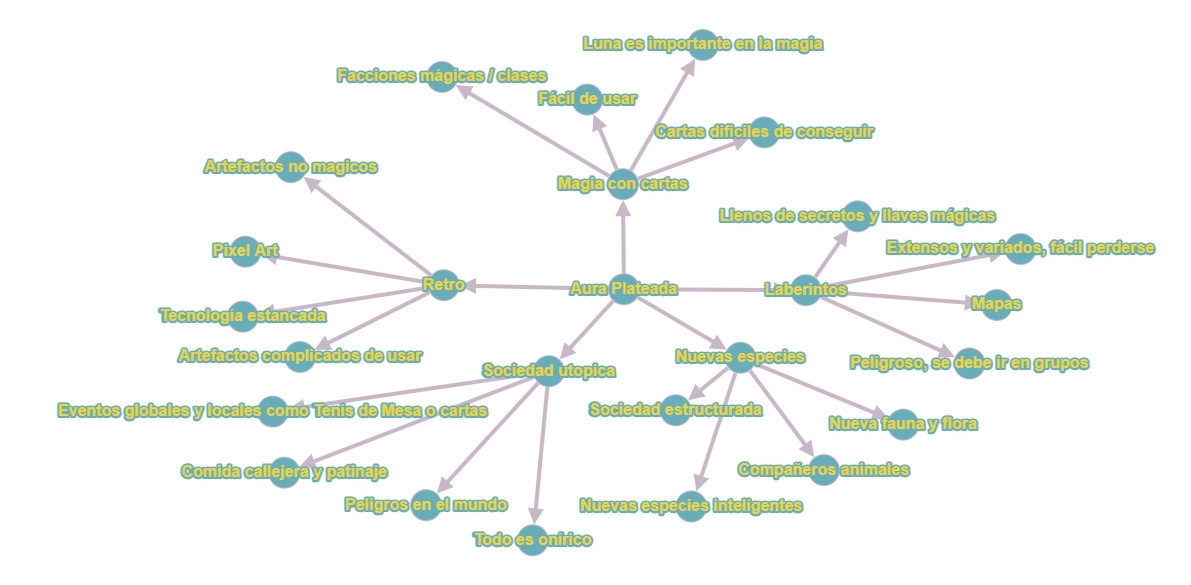 Luna es importante en la magia
Facciones mágicas / clases
Fácil de usar
Cartas dificiles de conseguir
Artefactos no magicos
Magia con cartas
Llenos de secretos y llaves mágicas
Pixel Art
Extensos y variados, fácil perderse
Retro
Aura Plateada
Laberintos
Mapas
Tecnología estancada
Artefactos complicados de usar
Nuevas especies
Peligroso, se debe ir en grupos
Sociedad utopica
Eventos globales y locales como Tenis de Mesa o cartas
Sociedad estructurada
Nueva fauna y flora
Comida callejera y patinaje
Compañeros animales
Peligros en el mundo
Nuevas especies inteligentes
Todo es onirico